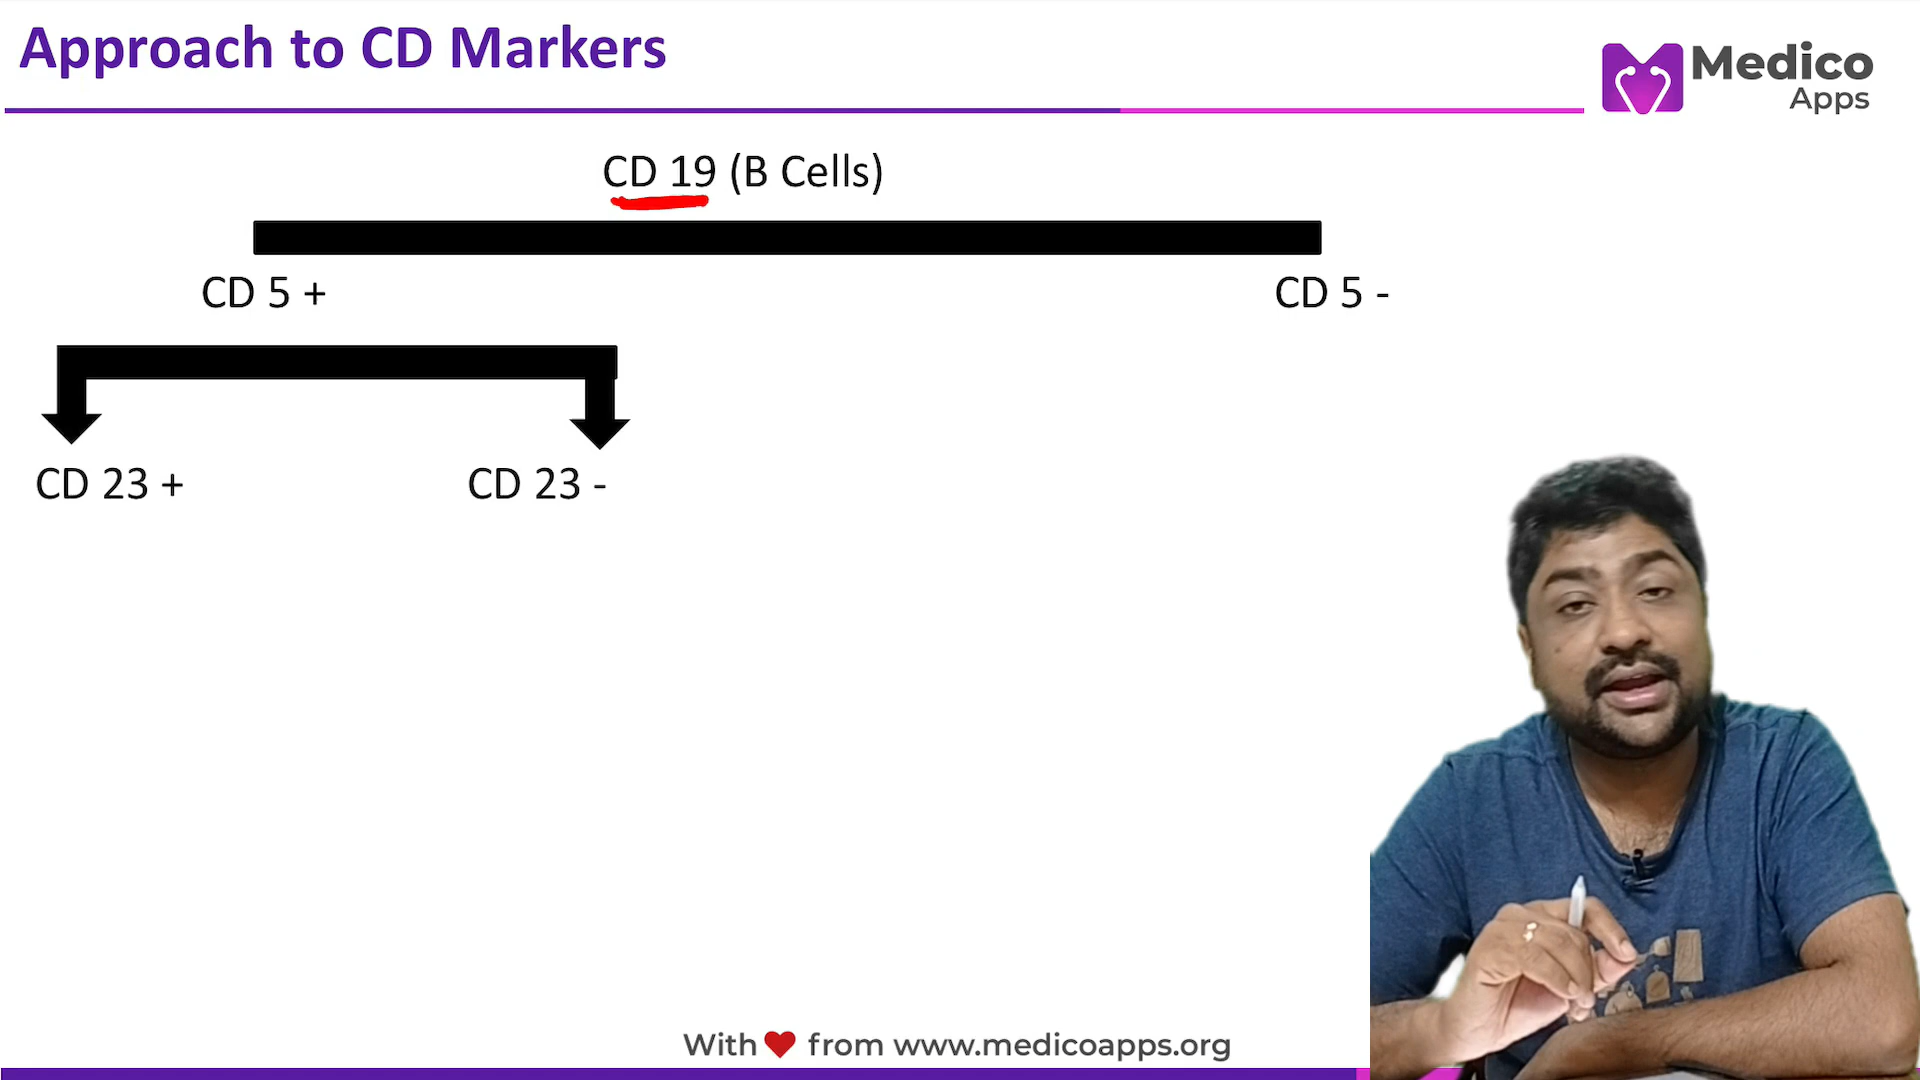 Approach to CD Markers
Medico
Apps
CD 19 (B Cells)
CD 5 +
CD 5 -
CD 23 +
CD 23 -
With ❤ from www.medicoapps.org